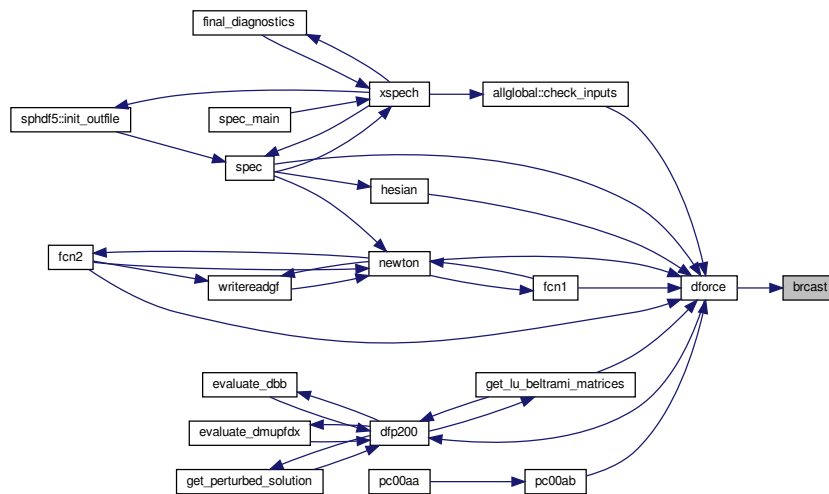 final_diagnostics
xspech
allglobal::check_inputs
sphdf5::init_outfile
spec_main
spec
hesian
fcn2
newton
writereadgf
fcn1
dforce
brcast
evaluate_dbb
get_lu_beltrami_matrices
evaluate_dmupfdx
dfp200
get_perturbed_solution
pc00aa
pc00ab